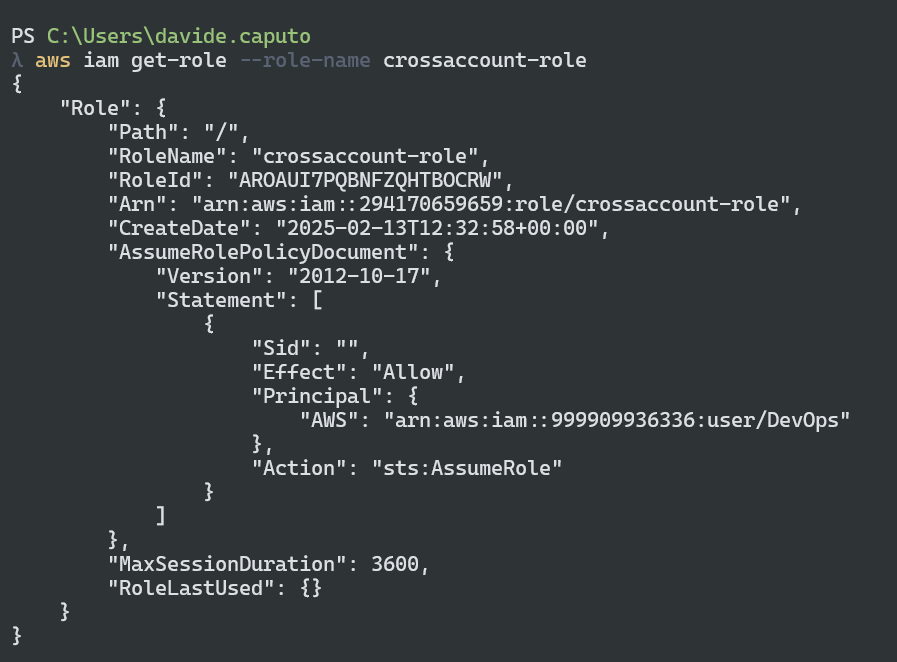 PS C:\Users\davide.caputo
λ aws iam get-role --role-name crossaccount-role
{
    "Role": {
        "Path": "/",
        "RoleName": "crossaccount-role",
        "RoleId": "AROAUI7PQBNFZQHTBOCRW",
        "Arn": "arn:aws:iam::294170659659:role/crossaccount-role",
        "CreateDate": "2025-02-13T12:32:58+00:00",
        "AssumeRolePolicyDocument": {
            "Version": "2012-10-17",
            "Statement": [
                {
                    "Sid": "",
                    "Effect": "Allow",
                    "Principal": {
                        "AWS": "arn:aws:iam::999909936336:user/DevOps"
                    },
                    "Action": "sts:AssumeRole"
                }
            ]
        },
        "MaxSessionDuration": 3600,
        "RoleLastUsed": {}
    }
}